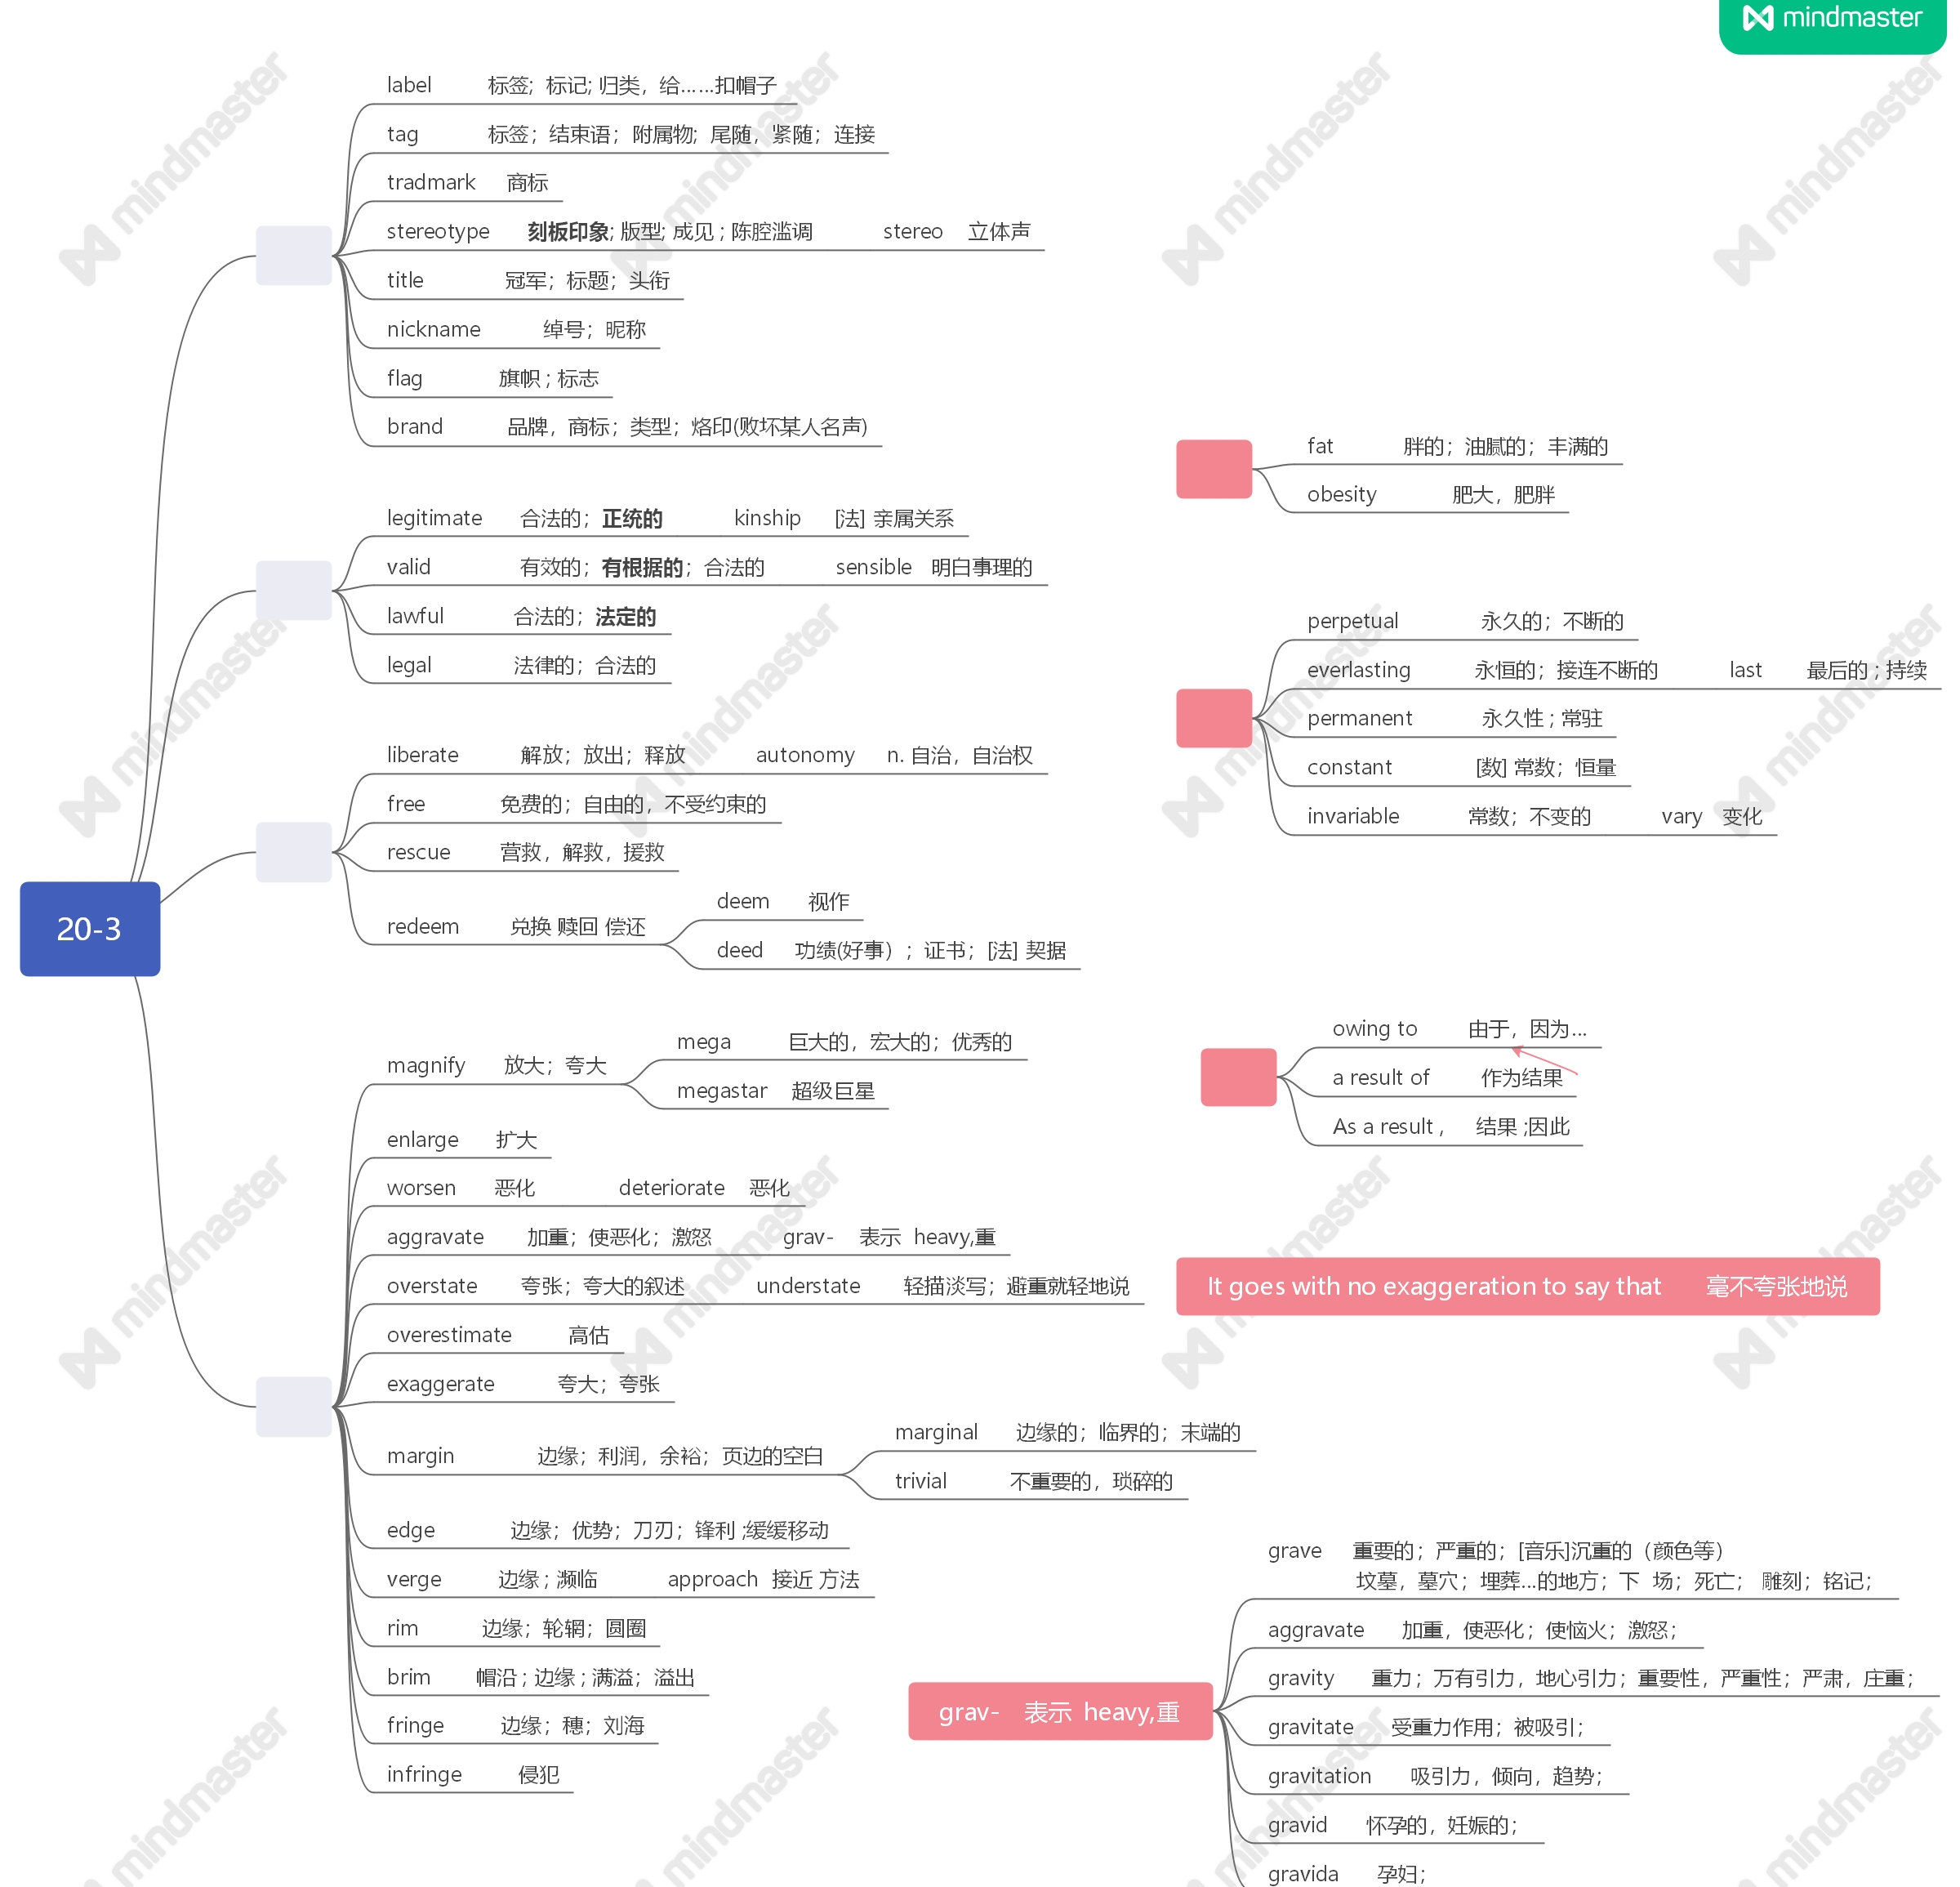 mindmaster
label 标签; 标记; 归类，给……扣帽子
tag 标签；结束语；附属物; 尾随，紧随；连接
tradmark 商标
stereotype 刻板印象; 版型; 成见 ; 陈腔滥调 stereo 立体声
title 冠军；标题；头衔
nickname 绰号；昵称
flag 旗帜 ; 标志
brand 品牌，商标；类型；烙印(败坏某人名声)
legitimate 合法的；正统的 kinship [法] 亲属关系
valid 有效的；有根据的；合法的 sensible 明白事理的
lawful 合法的；法定的
legal 法律的；合法的
liberate 解放；放出；释放 autonomy n. 自治，自治权
free 免费的；自由的，不受约束的
rescue 营救，解救，援救
redeem 兑换 赎回 偿还
deem 视作
deed 功绩(好事）；证书；[法] 契据
20-3
magnify 放大；夸大
mega 巨大的，宏大的；优秀的
megastar 超级巨星
enlarge 扩大
worsen 恶化 deteriorate 恶化
aggravate 加重；使恶化；激怒 grav- 表示 heavy,重
overstate 夸张；夸大的叙述 understate 轻描淡写；避重就轻地说
overestimate 高估
exaggerate 夸大；夸张
margin 边缘；利润，余裕；页边的空白
marginal 边缘的；临界的；末端的
trivial 不重要的，琐碎的
edge 边缘；优势；刀刃；锋利 ;缓缓移动
verge 边缘 ; 濒临 approach 接近 方法
rim 边缘；轮辋；圆圈
brim 帽沿 ; 边缘 ; 满溢；溢出
fringe 边缘；穗；刘海
infringe 侵犯
fat 胖的；油腻的；丰满的
obesity 肥大，肥胖
perpetual 永久的；不断的
everlasting 永恒的；接连不断的 last 最后的 ; 持续
permanent 永久性 ; 常驻
constant [数] 常数；恒量
invariable 常数；不变的 vary 变化
owing to 由于，因为...
a result of 作为结果
As a result , 结果 ;因此
It goes with no exaggeration to say that 毫不夸张地说
grav- 表示 heavy,重
grave 重要的；严重的；[音乐]沉重的（颜色等）
坟墓，墓穴；埋葬...的地方；下 场；死亡； 雕刻；铭记；
aggravate 加重，使恶化；使恼火；激怒；
gravity 重力；万有引力，地心引力；重要性，严重性；严肃，庄重；
gravitate 受重力作用；被吸引；
gravitation 吸引力，倾向，趋势；
gravid 怀孕的，妊娠的；
gravida 孕妇；